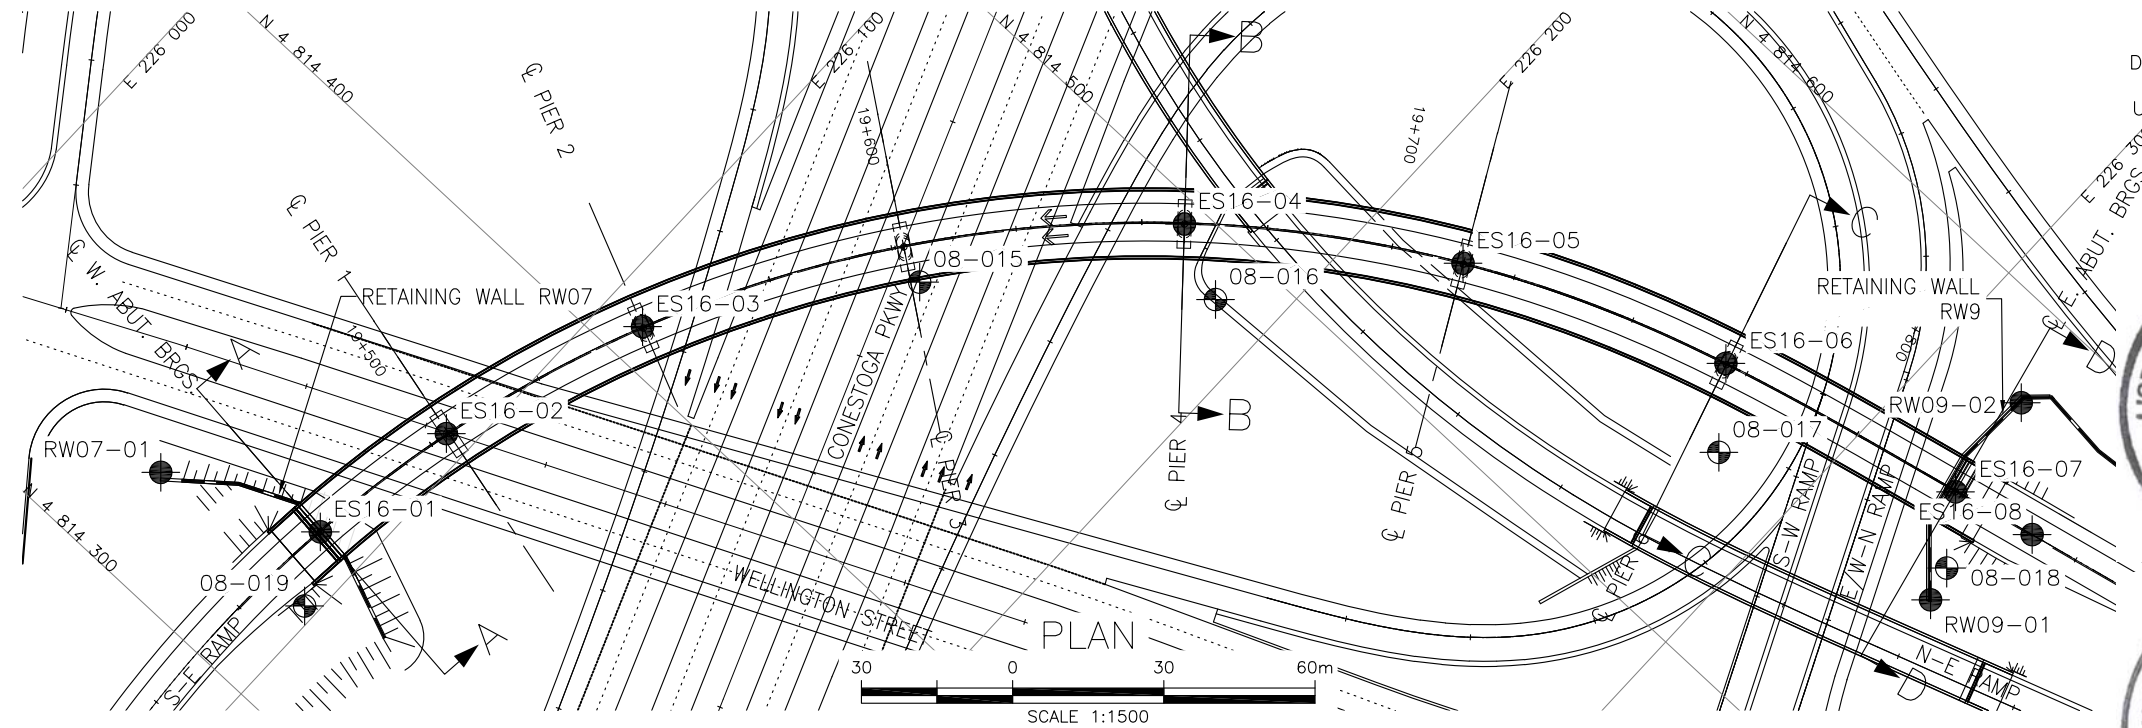 E 226 000
N 4 814 400
℄ PIER 2
E 226 100
19+600
N 4 814 500
B
E 226 200
19+700
N 4 814 600
E 226 30
℄ PIER 1
℄ W. ABUT. BRGS
RETAINING WALL RW07
19+500
A
ES16-03
08-015
ES16-04
08-016
ES16-05
C
RETAINING WALL
RW9
℄ E. ABUT. BRGS
ES16-06
800
D
RW09-02
08-017
ES16-02
CONESTOGA PKWY
B
RW07-01
ES16-01
N 4 814 300
℄ PIER 3
℄ PIER 4
℄ PIER 5
ES16-07
ES16-08
S-W RAMP
E/W-N RAMP
C
℄ PIER 6
08-019
WELLINGTON STREET
08-018
RW09-01
S-E RAMP
A
PLAN
N-E RAMP
D
30 0 30 60m
SCALE 1:1500